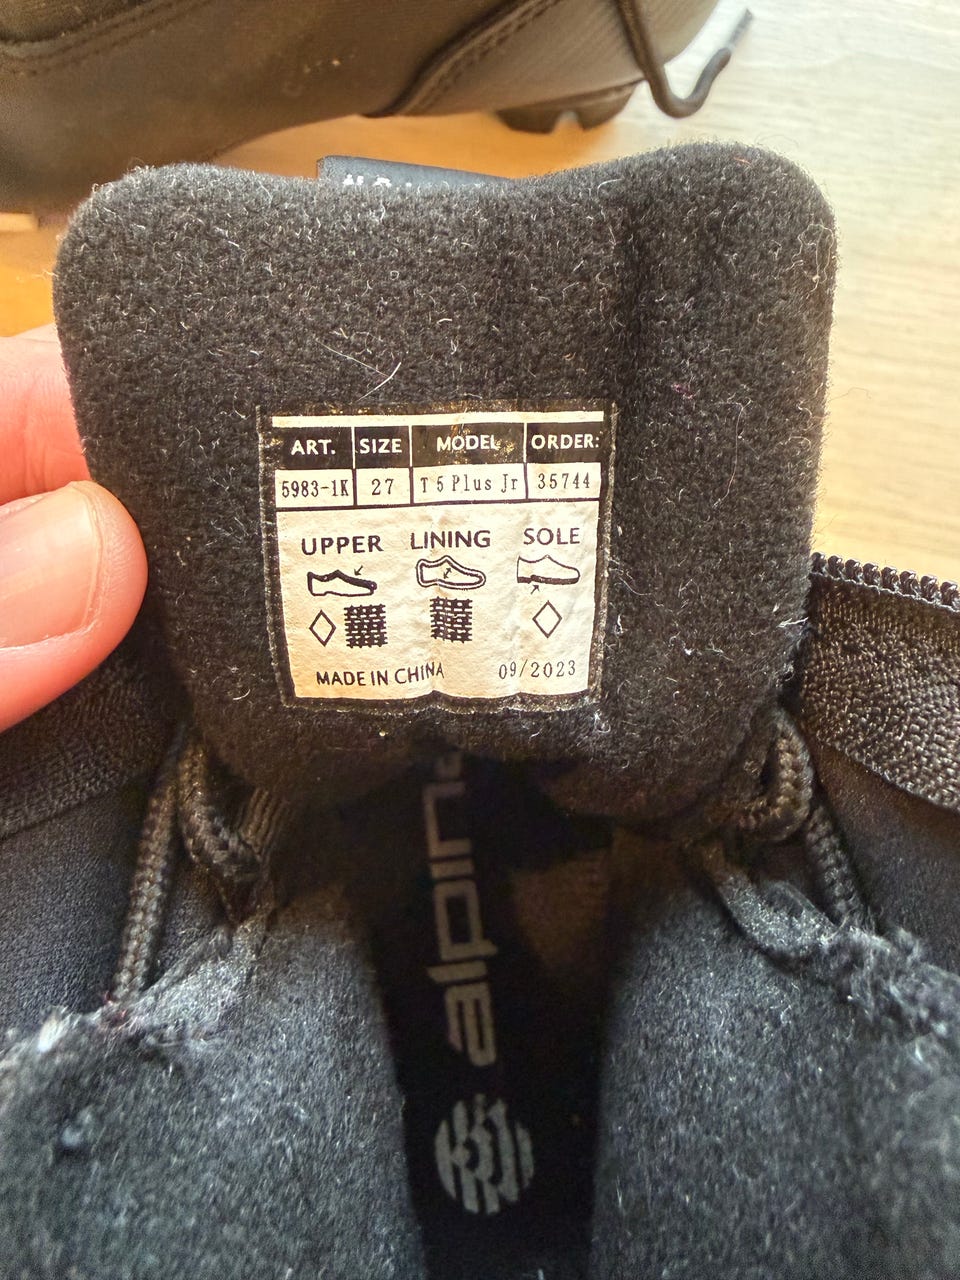 ART. SIZE MODEL ORDER:
5983-1K 27 T 5 Plus Jr 35744
UPPER LINING SOLE
MADE IN CHINA 09/2023
alpina